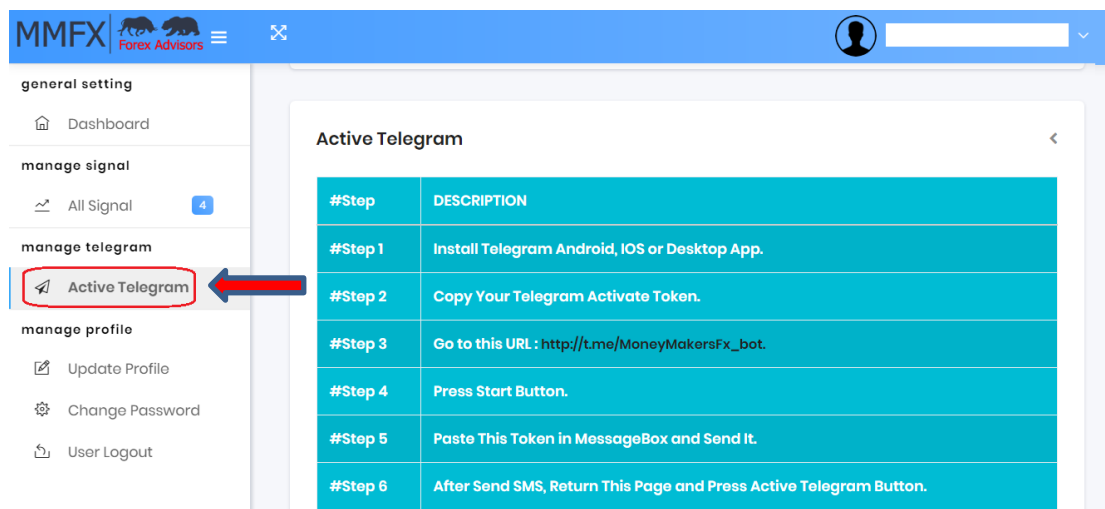 MMFX Forex Advisors
general setting
Dashboard
manage signal
All Signal 4
manage telegram
Active Telegram
manage profile
Update Profile
Change Password
User Logout
Active Telegram
#Step DESCRIPTION
#Step 1 Install Telegram Android, IOS or Desktop App.
#Step 2 Copy Your Telegram Activate Token.
#Step 3 Go to this URL : http://t.me/MoneyMakersFx_bot.
#Step 4 Press Start Button.
#Step 5 Paste This Token in MessageBox and Send It.
#Step 6 After Send SMS, Return This Page and Press Active Telegram Button.